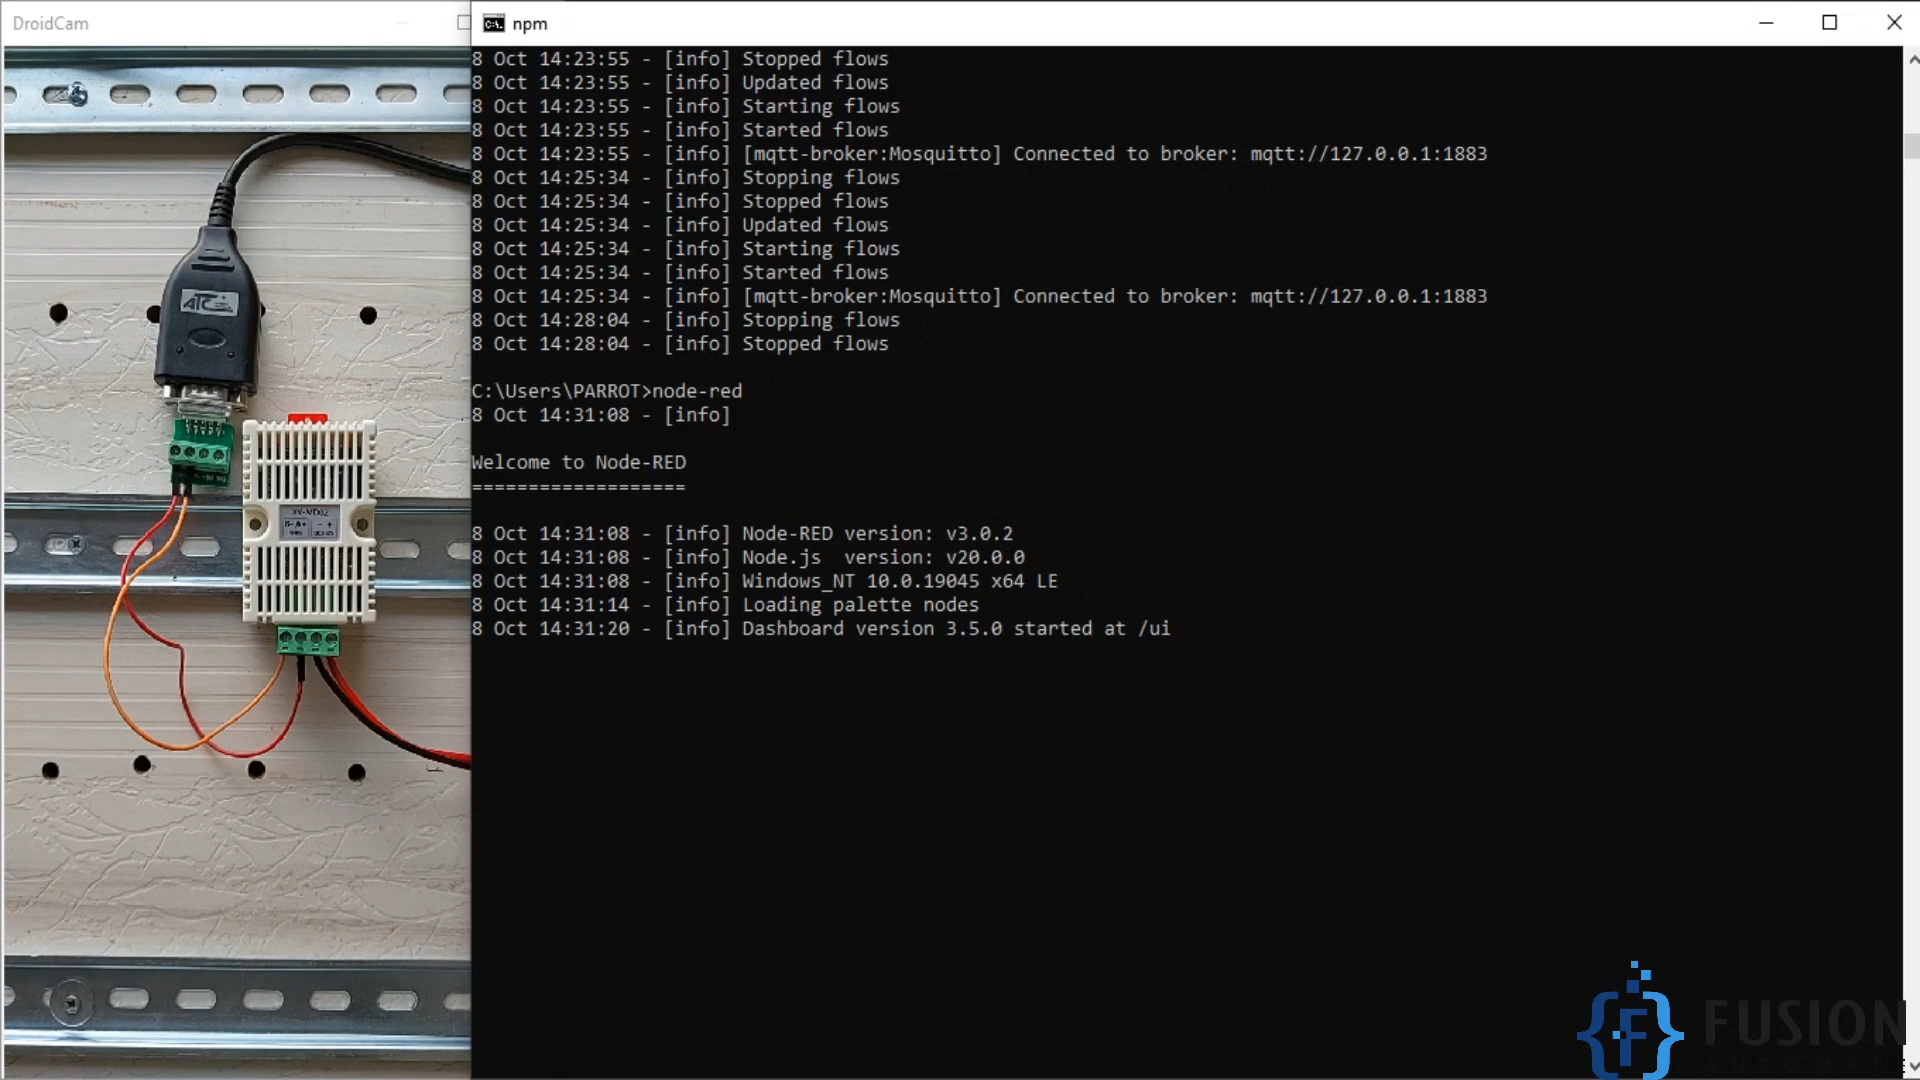 DroidCam
npm
8 Oct 14:23:55 - [info] Stopped flows
8 Oct 14:23:55 - [info] Updated flows
8 Oct 14:23:55 - [info] Starting flows
8 Oct 14:23:55 - [info] Started flows
8 Oct 14:23:55 - [info] [mqtt-broker:Mosquitto] Connected to broker: mqtt://127.0.0.1:1883
8 Oct 14:25:34 - [info] Stopping flows
8 Oct 14:25:34 - [info] Stopped flows
8 Oct 14:25:34 - [info] Updated flows
8 Oct 14:25:34 - [info] Starting flows
8 Oct 14:25:34 - [info] Started flows
8 Oct 14:25:34 - [info] [mqtt-broker:Mosquitto] Connected to broker: mqtt://127.0.0.1:1883
8 Oct 14:28:04 - [info] Stopping flows
8 Oct 14:28:04 - [info] Stopped flows
C:\Users\PARROT>node-red
8 Oct 14:31:08 - [info]
Welcome to Node-RED
===================
8 Oct 14:31:08 - [info] Node-RED version: v3.0.2
8 Oct 14:31:08 - [info] Node.js  version: v20.0.0
8 Oct 14:31:08 - [info] Windows_NT 10.0.19045 x64 LE
8 Oct 14:31:14 - [info] Loading palette nodes
8 Oct 14:31:20 - [info] Dashboard version 3.5.0 started at /ui
ATC
XY-MD02
FUSION